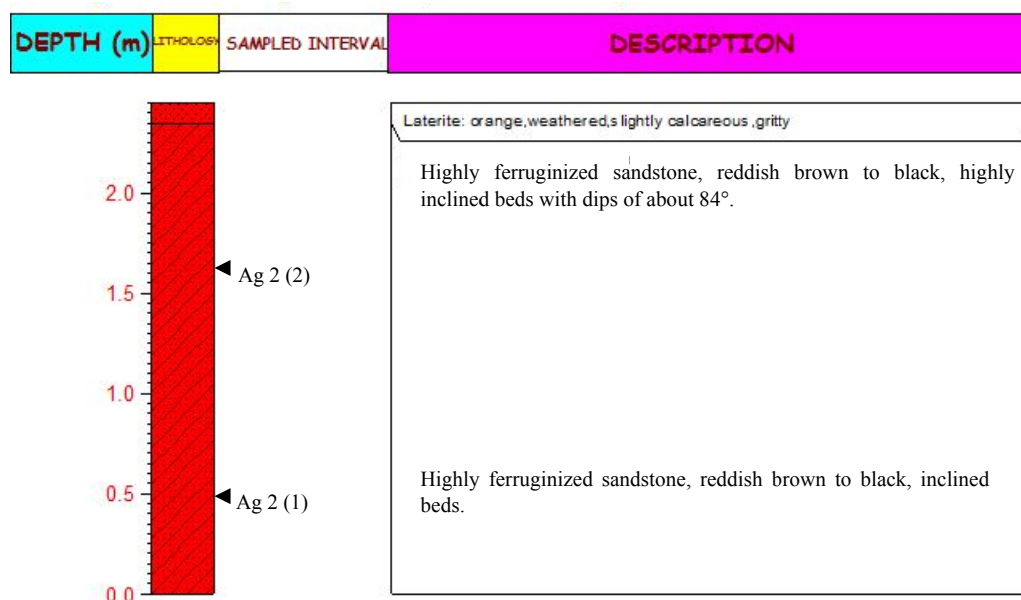 DEPTH (m) LITHOLOGY SAMPLED INTERVAL DESCRIPTION
Laterite: orange,weathered,slightly calcareous ,gritty
Highly ferruginized sandstone, reddish brown to black, highly
inclined beds with dips of about 84°.
2.0
Ag 2 (2)
1.5
1.0
Highly ferruginized sandstone, reddish brown to black, inclined
beds.
0.5
Ag 2 (1)
0.0